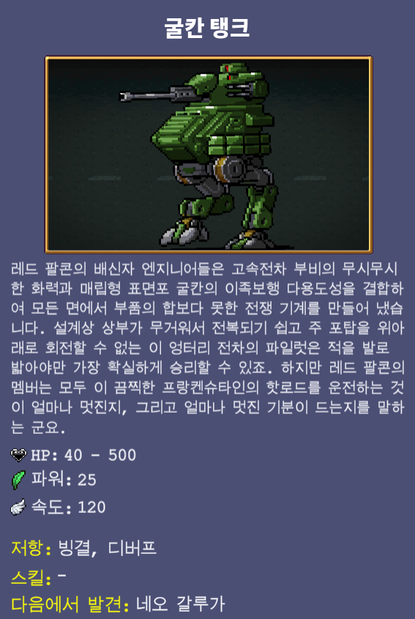 굴칸 탱크
레드 팔콘의 배신자 엔지니어들은 고속전차 부비의 무시무시
한 화력과 매립형 표면포 굴칸의 이족보행 다용도성을 결합하
여 모든 면에서 부품의 합보다 못한 전쟁 기계를 만들어 냈습
니다. 설계상 상부가 무거워서 전복되기 쉽고 주 포탑을 위아
래로 회전할 수 없는 이 엉터리 전차의 파일럿은 적을 발로
밟아야만 가장 확실하게 승리할 수 있죠. 하지만 레드 팔콘의
멤버는 모두 이 끔찍한 프랑켄슈타인의 핫로드를 운전하는 것
이 얼마나 멋진지, 그리고 얼마나 멋진 기분이 드는지를 말하
는 군요.
HP: 40 - 500
파워: 25
속도: 120
저항: 빙결, 디버프
스킬: -
다음에서 발견: 네오 갈루가